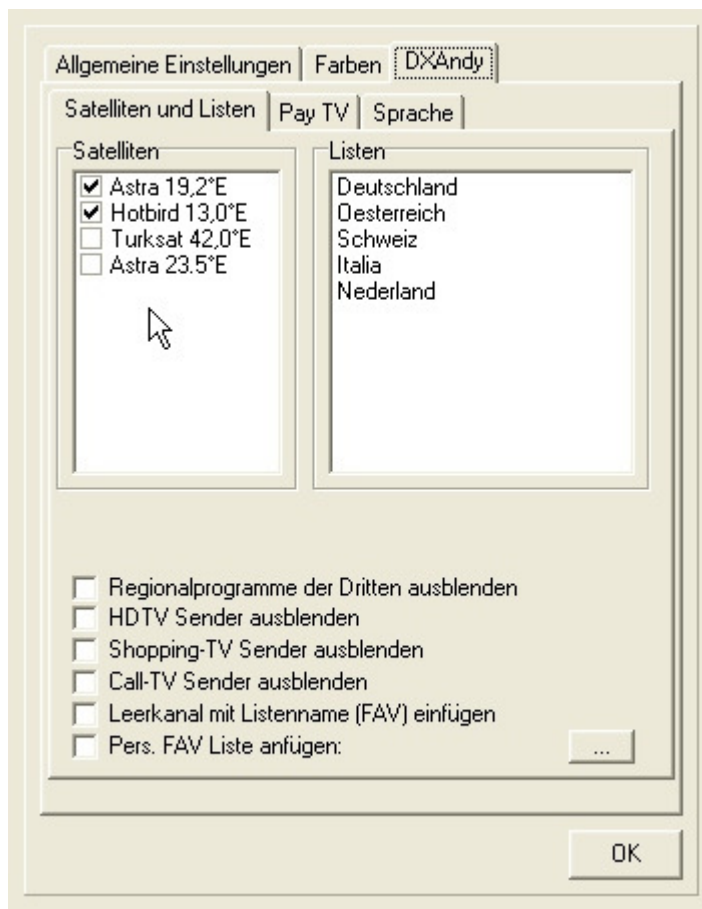 Allgemeine Einstellungen Farben DXAndy
Satelliten und Listen Pay TV Sprache
Satelliten
Astra 19,2°E
Hotbird 13,0°E
Turksat 42,0°E
Astra 23.5°E
Listen
Deutschland
Oesterreich
Schweiz
Italia
Nederland
Regionalprogramme der Dritten ausblenden
HDTV Sender ausblenden
Shopping-TV Sender ausblenden
Call-TV Sender ausblenden
Leerkanal mit Listenname (FAV) einfügen
Pers. FAV Liste anfügen: ...
OK